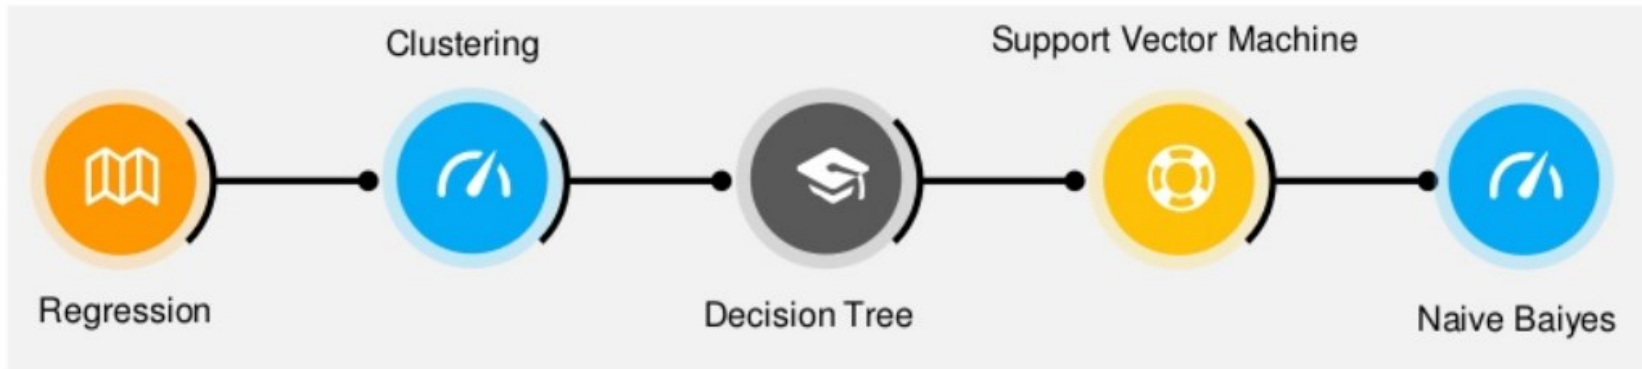 Regression
Clustering
Decision Tree
Support Vector Machine
Naive Baiyes